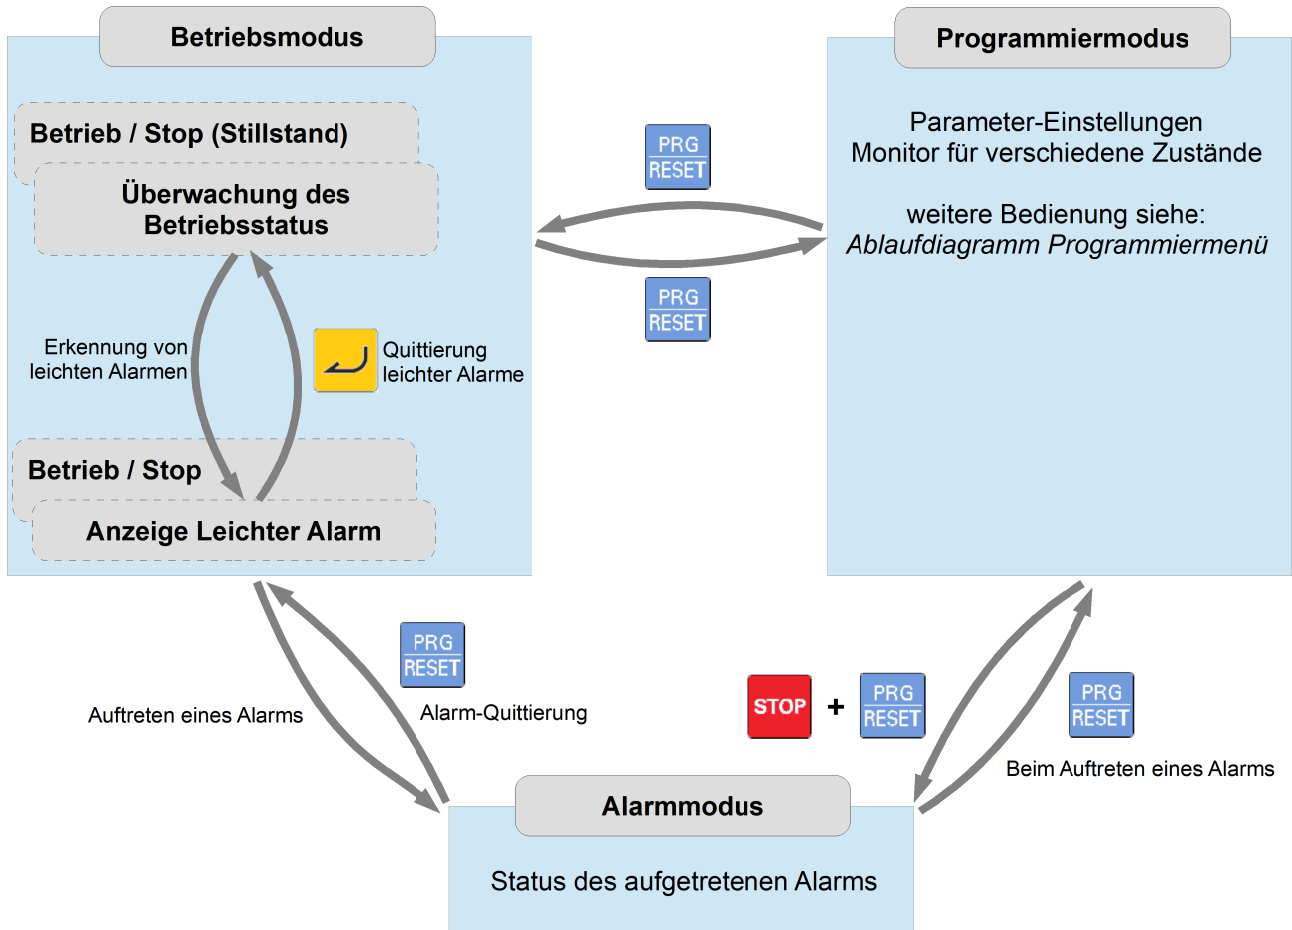 Betriebsmodus
Betrieb / Stop (Stillstand)
Überwachung des
Betriebsstatus
Erkennung von
leichten Alarmen
Quittierung
leichter Alarme
Betrieb / Stop
Anzeige Leichter Alarm
PRG
RESET
PRG
RESET
Programmiermodus
Parameter-Einstellungen
Monitor für verschiedene Zustände
weitere Bedienung siehe:
Ablaufdiagramm Programmiermenü
Auftreten eines Alarms
PRG
RESET
Alarm-Quittierung
STOP + PRG
RESET
PRG
RESET
Beim Auftreten eines Alarms
Alarmmodus
Status des aufgetretenen Alarms